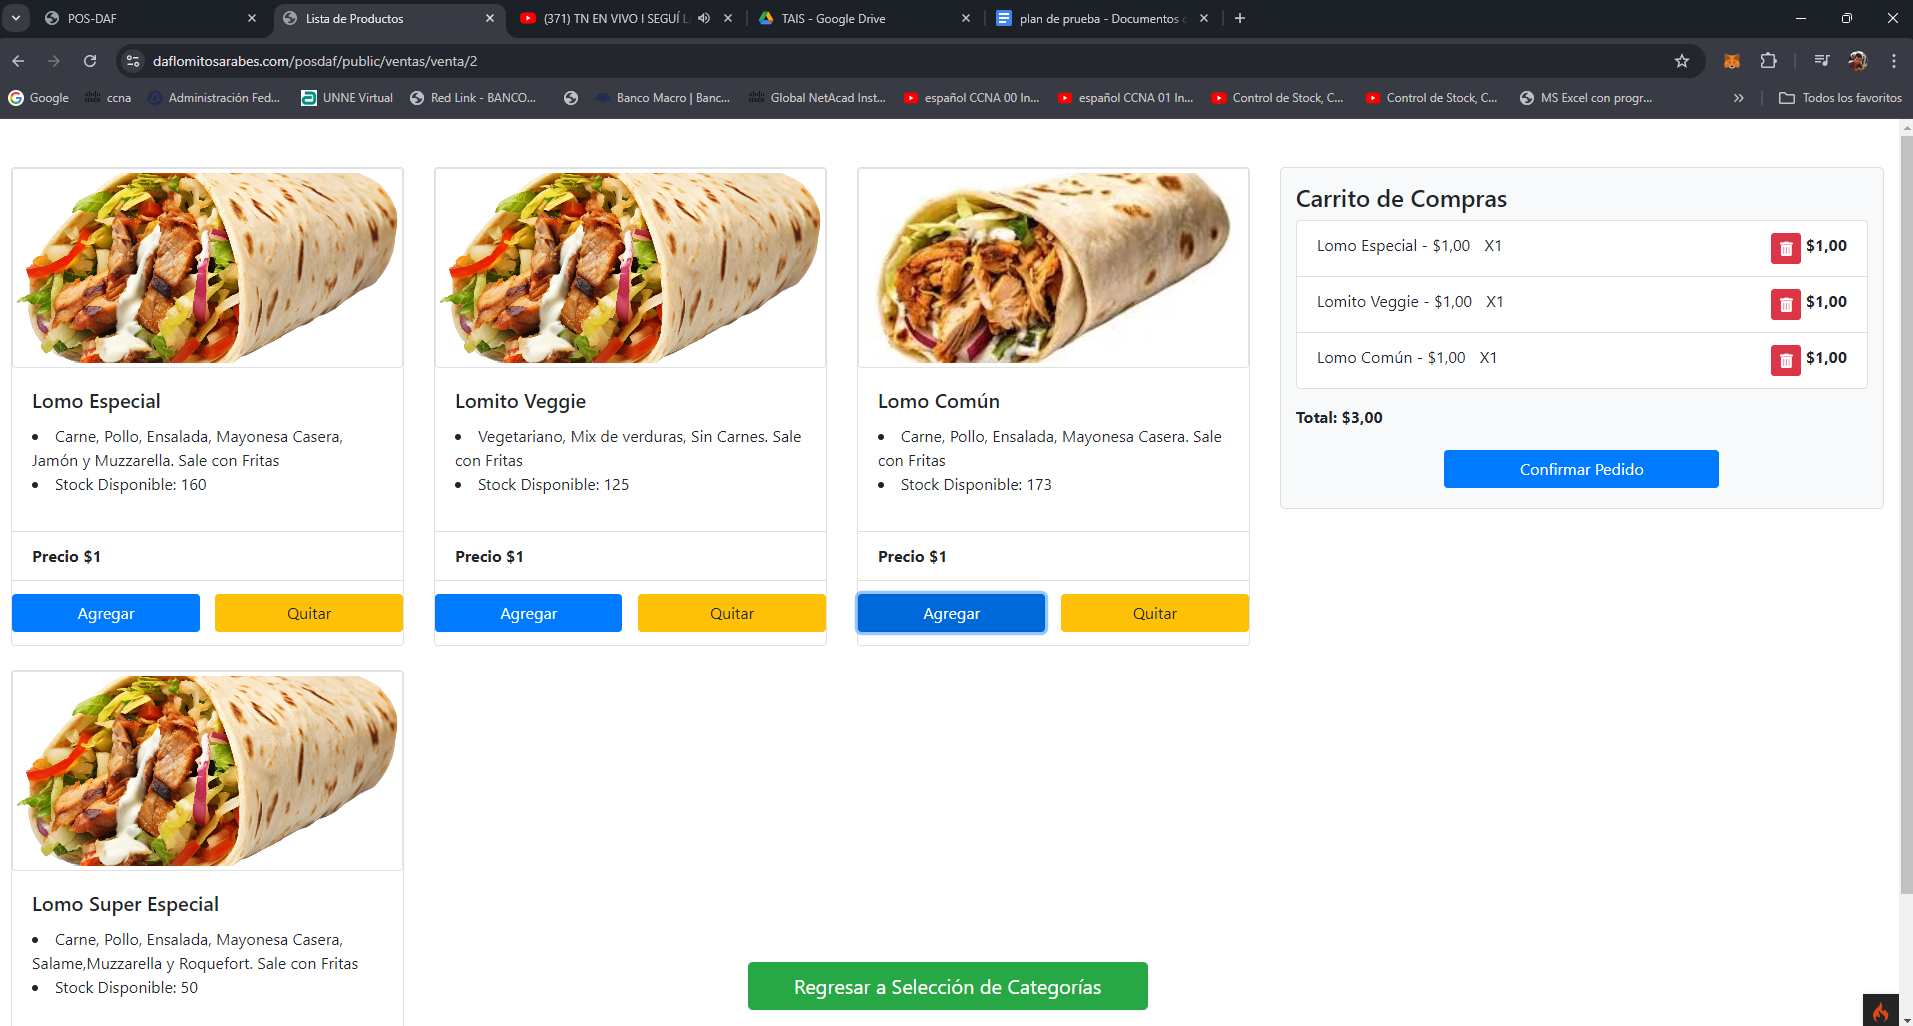 POS-DAF
Lista de Productos
(371) TN EN VIVO I SEGUÍ L
TAIS - Google Drive
plan de prueba - Documentos
daflomitosarabes.com/posdaf/public/ventas/venta/2
Google
ccna
Administración Fed...
UNNE Virtual
Red Link - BANCO...
Banco Macro | Banc...
Global NetAcad Inst...
español CCNA 00 In...
español CCNA 01 In...
Control de Stock, C...
Control de Stock, C...
MS Excel con progr...
Todos los favoritos
Lomo Especial
Carne, Pollo, Ensalada, Mayonesa Casera,
Jamón y Muzzarella. Sale con Fritas
Stock Disponible: 160
Precio $1
Agregar
Quitar
Lomito Veggie
Vegetariano, Mix de verduras, Sin Carnes. Sale
con Fritas
Stock Disponible: 125
Precio $1
Agregar
Quitar
Lomo Común
Carne, Pollo, Ensalada, Mayonesa Casera. Sale
con Fritas
Stock Disponible: 173
Precio $1
Agregar
Quitar
Carrito de Compras
Lomo Especial - $1,00 X1 $1,00
Lomito Veggie - $1,00 X1 $1,00
Lomo Común - $1,00 X1 $1,00
Total: $3,00
Confirmar Pedido
Lomo Super Especial
Carne, Pollo, Ensalada, Mayonesa Casera,
Salame,Muzzarella y Roquefort. Sale con Fritas
Stock Disponible: 50
Regresar a Selección de Categorías